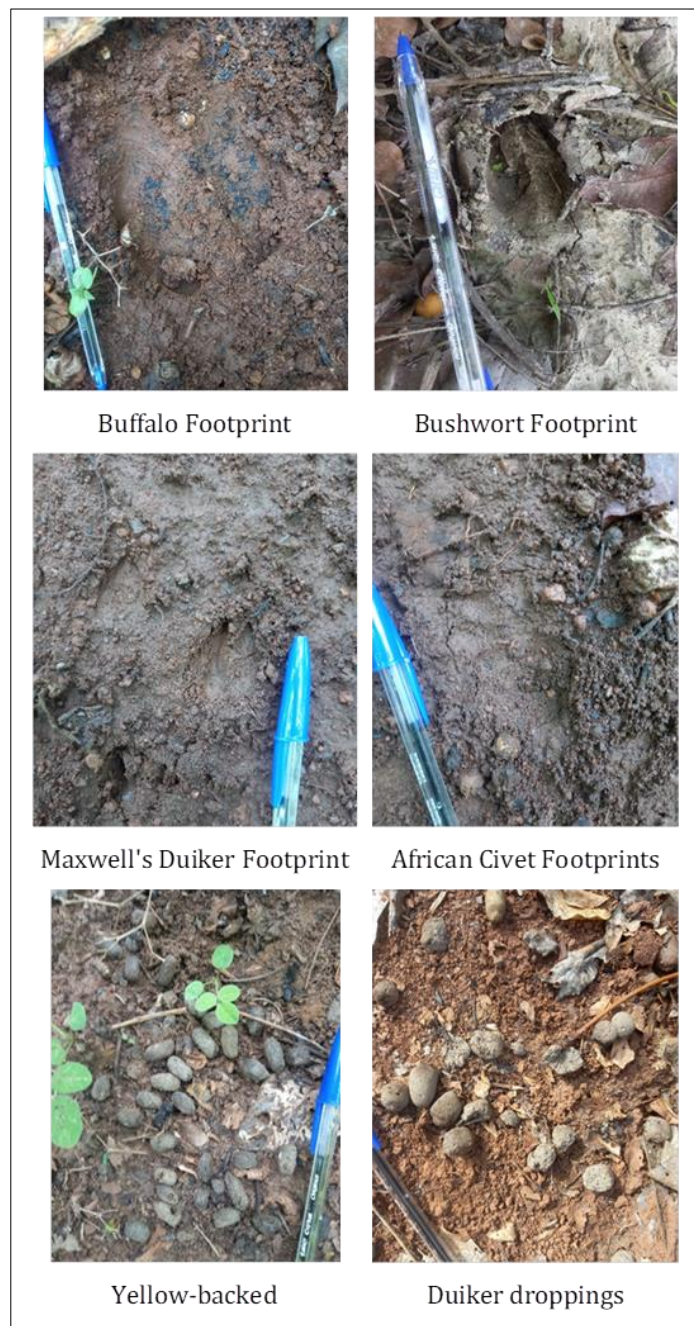 Buffalo Footprint
Bushwort Footprint
Maxwell's Duiker Footprint
African Civet Footprints
Yellow-backed
Duiker droppings